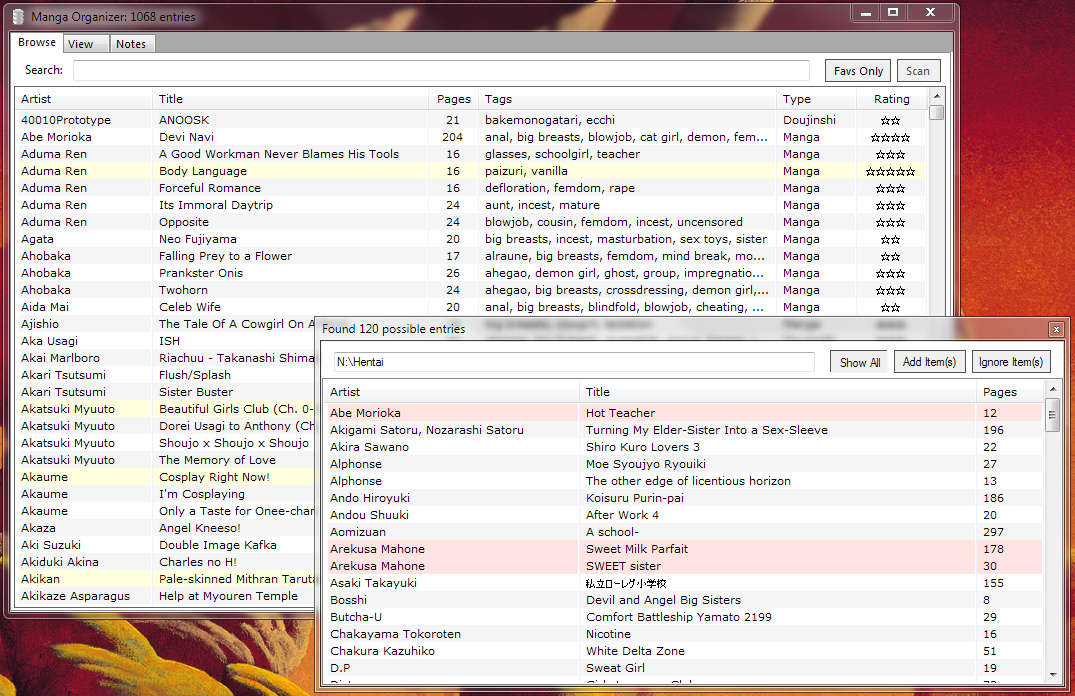 Manga Organizer: 1068 entries
Browse View Notes
Search: Favs Only Scan
Artist Title Pages Tags Type Rating
40010Prototype ANOOSK 21 bakemonogatari, ecchi Doujinshi ☆☆
Abe Morioka Devi Navi 204 anal, big breasts, blowjob, cat girl, demon, fem... Manga ☆☆☆☆
Aduma Ren A Good Workman Never Blames His Tools 16 glasses, schoolgirl, teacher Manga ☆☆☆
Aduma Ren Body Language 16 paizuri, vanilla Manga ☆☆☆☆☆
Aduma Ren Forceful Romance 16 defloration, femdom, rape Manga ☆☆☆
Aduma Ren Its Immoral Daytrip 24 aunt, incest, mature Manga ☆☆☆
Aduma Ren Opposite 24 blowjob, cousin, femdom, incest, uncensored Manga ☆☆☆
Agata Neo Fujiyama 20 big breasts, incest, masturbation, sex toys, sister Manga ☆☆
Ahobaka Falling Prey to a Flower 17 alraune, big breasts, femdom, mind break, mo... Manga ☆☆
Ahobaka Prankster Onis 26 ahegao, demon girl, ghost, group, impregnatio... Manga ☆☆☆
Ahobaka Twohorn 24 ahegao, big breasts, crossdressing, demon girl,... Manga ☆☆☆
Aida Mai Celeb Wife 20 anal, big breasts, blindfold, blowjob, cheating, ... Manga ☆☆
Ajishio The Tale Of A Cowgirl On A
Aka Usagi ISH
Akai Marlboro Riachuu - Takanashi Shima
Akari Tsutsumi Flush/Splash
Akari Tsutsumi Sister Buster
Akatsuki Myuuto Beautiful Girls Club (Ch. 0-
Akatsuki Myuuto Dorei Usagi to Anthony (Ch
Akatsuki Myuuto Shoujo x Shoujo x Shoujo
Akatsuki Myuuto The Memory of Love
Akaume Cosplay Right Now!
Akaume I'm Cosplaying
Akaume Only a Taste for Onee-chan
Akaza Angel Kneeso!
Aki Suzuki Double Image Kafka
Akiduki Akina Charles no H!
Akikan Pale-skinned Mithran Taruta
Akikaze Asparagus Help at Myouren Temple
Found 120 possible entries
N:\Hentai Show All Add Item(s) Ignore Item(s)
Artist Title Pages
Abe Morioka Hot Teacher 12
Akigami Satoru, Nozarashi Satoru Turning My Elder-Sister Into a Sex-Sleeve 196
Akira Sawano Shiro Kuro Lovers 3 22
Alphonse Moe Syoujyo Ryouiki 27
Alphonse The other edge of licentious horizon 13
Ando Hiroyuki Koisuru Purin-pai 186
Andou Shuuki After Work 4 20
Aomizuan A school- 297
Arekusa Mahone Sweet Milk Parfait 178
Arekusa Mahone SWEET sister 30
Asaki Takayuki 私立ローレグ小学校 155
Bosshi Devil and Angel Big Sisters 8
Butcha-U Comfort Battleship Yamato 2199 29
Chakayama Tokoroten Nicotine 16
Chakura Kazuhiko White Delta Zone 51
D.P Sweat Girl 19